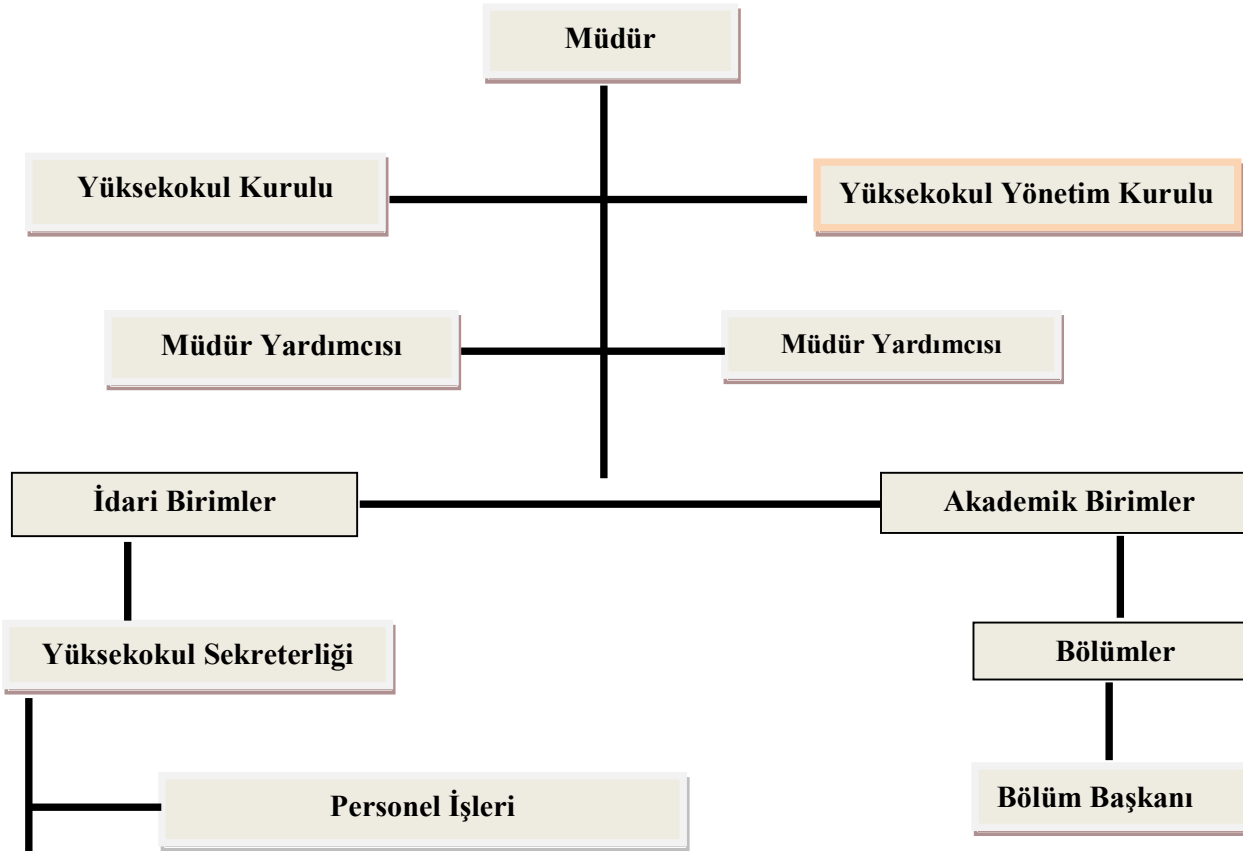 Müdür
Yüksekokul Kurulu
Yüksekokul Yönetim Kurulu
Müdür Yardımcısı
Müdür Yardımcısı
İdari Birimler
Akademik Birimler
Yüksekokul Sekreterliği
Bölümler
Personel İşleri
Bölüm Başkanı